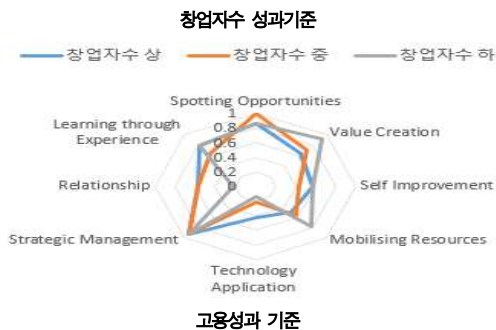 창업자수 성과기준
창업자수 상 창업자수 중 창업자수 하
Spotting Opportunities
1
0.8
0.6
0.4
0.2
0
Value Creation
Self Improvement
Mobilising Resources
Technology
Application
Strategic Management
Relationship
Learning through
Experience
고용성과 기준